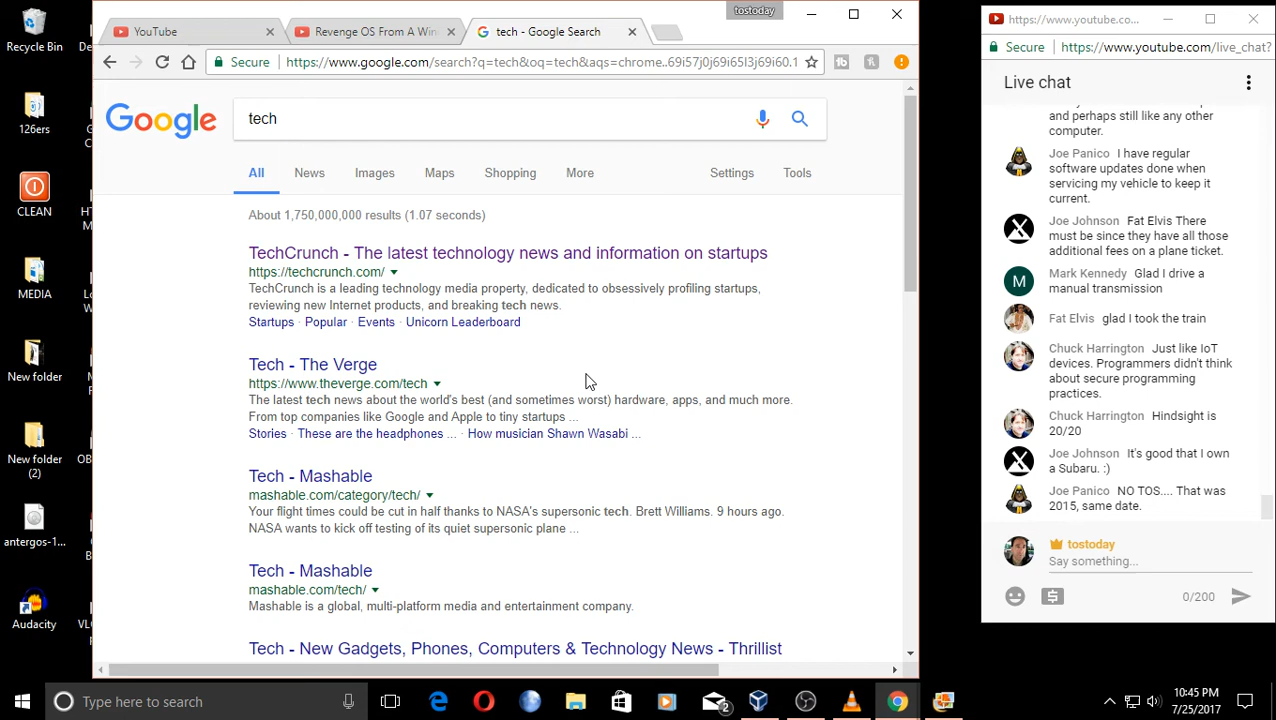 tostoday
YouTube
Revenge OS From A Win
tech - Google Search
Secure https://www.google.com/search?q=tech&oq=tech&aqs=chrome..69i57j0j69i65l3j69i60.1
Google
tech
All News Images Maps Shopping More Settings Tools
About 1,750,000,000 results (1.07 seconds)
TechCrunch - The latest technology news and information on startups
https://techcrunch.com/
TechCrunch is a leading technology media property, dedicated to obsessively profiling startups,
reviewing new Internet products, and breaking tech news.
Startups · Popular · Events · Unicorn Leaderboard
Tech - The Verge
https://www.theverge.com/tech
The latest tech news about the world's best (and sometimes worst) hardware, apps, and much more.
From top companies like Google and Apple to tiny startups ...
Stories · These are the headphones ... · How musician Shawn Wasabi ...
Tech - Mashable
mashable.com/category/tech/
Your flight times could be cut in half thanks to NASA's supersonic tech. Brett Williams. 9 hours ago.
NASA wants to kick off testing of its quiet supersonic plane ...
Tech - Mashable
mashable.com/tech/
Mashable is a global, multi-platform media and entertainment company.
Tech - New Gadgets, Phones, Computers & Technology News - Thrillist
https://www.youtube.co...
Secure https://www.youtube.com/live_chat?
Live chat
and perhaps still like any other
computer.
Joe Panico I have regular
software updates done when
servicing my vehicle to keep it
current.
Joe Johnson Fat Elvis There
must be since they have all those
additional fees on a plane ticket.
M
Mark Kennedy Glad I drive a
manual transmission
Fat Elvis glad I took the train
Chuck Harrington Just like IoT
devices. Programmers didn't think
about secure programming
practices.
Chuck Harrington Hindsight is
20/20
Joe Johnson It's good that I own
a Subaru. :)
Joe Panico NO TOS.... That was
2015, same date.
tostoday
Say something...
0/200
Recycle Bin
126ers
CLEAN
MEDIA
New folder
New folder
(2)
antergos-1...
Audacity
Type here to search
2
10:45 PM
7/25/2017